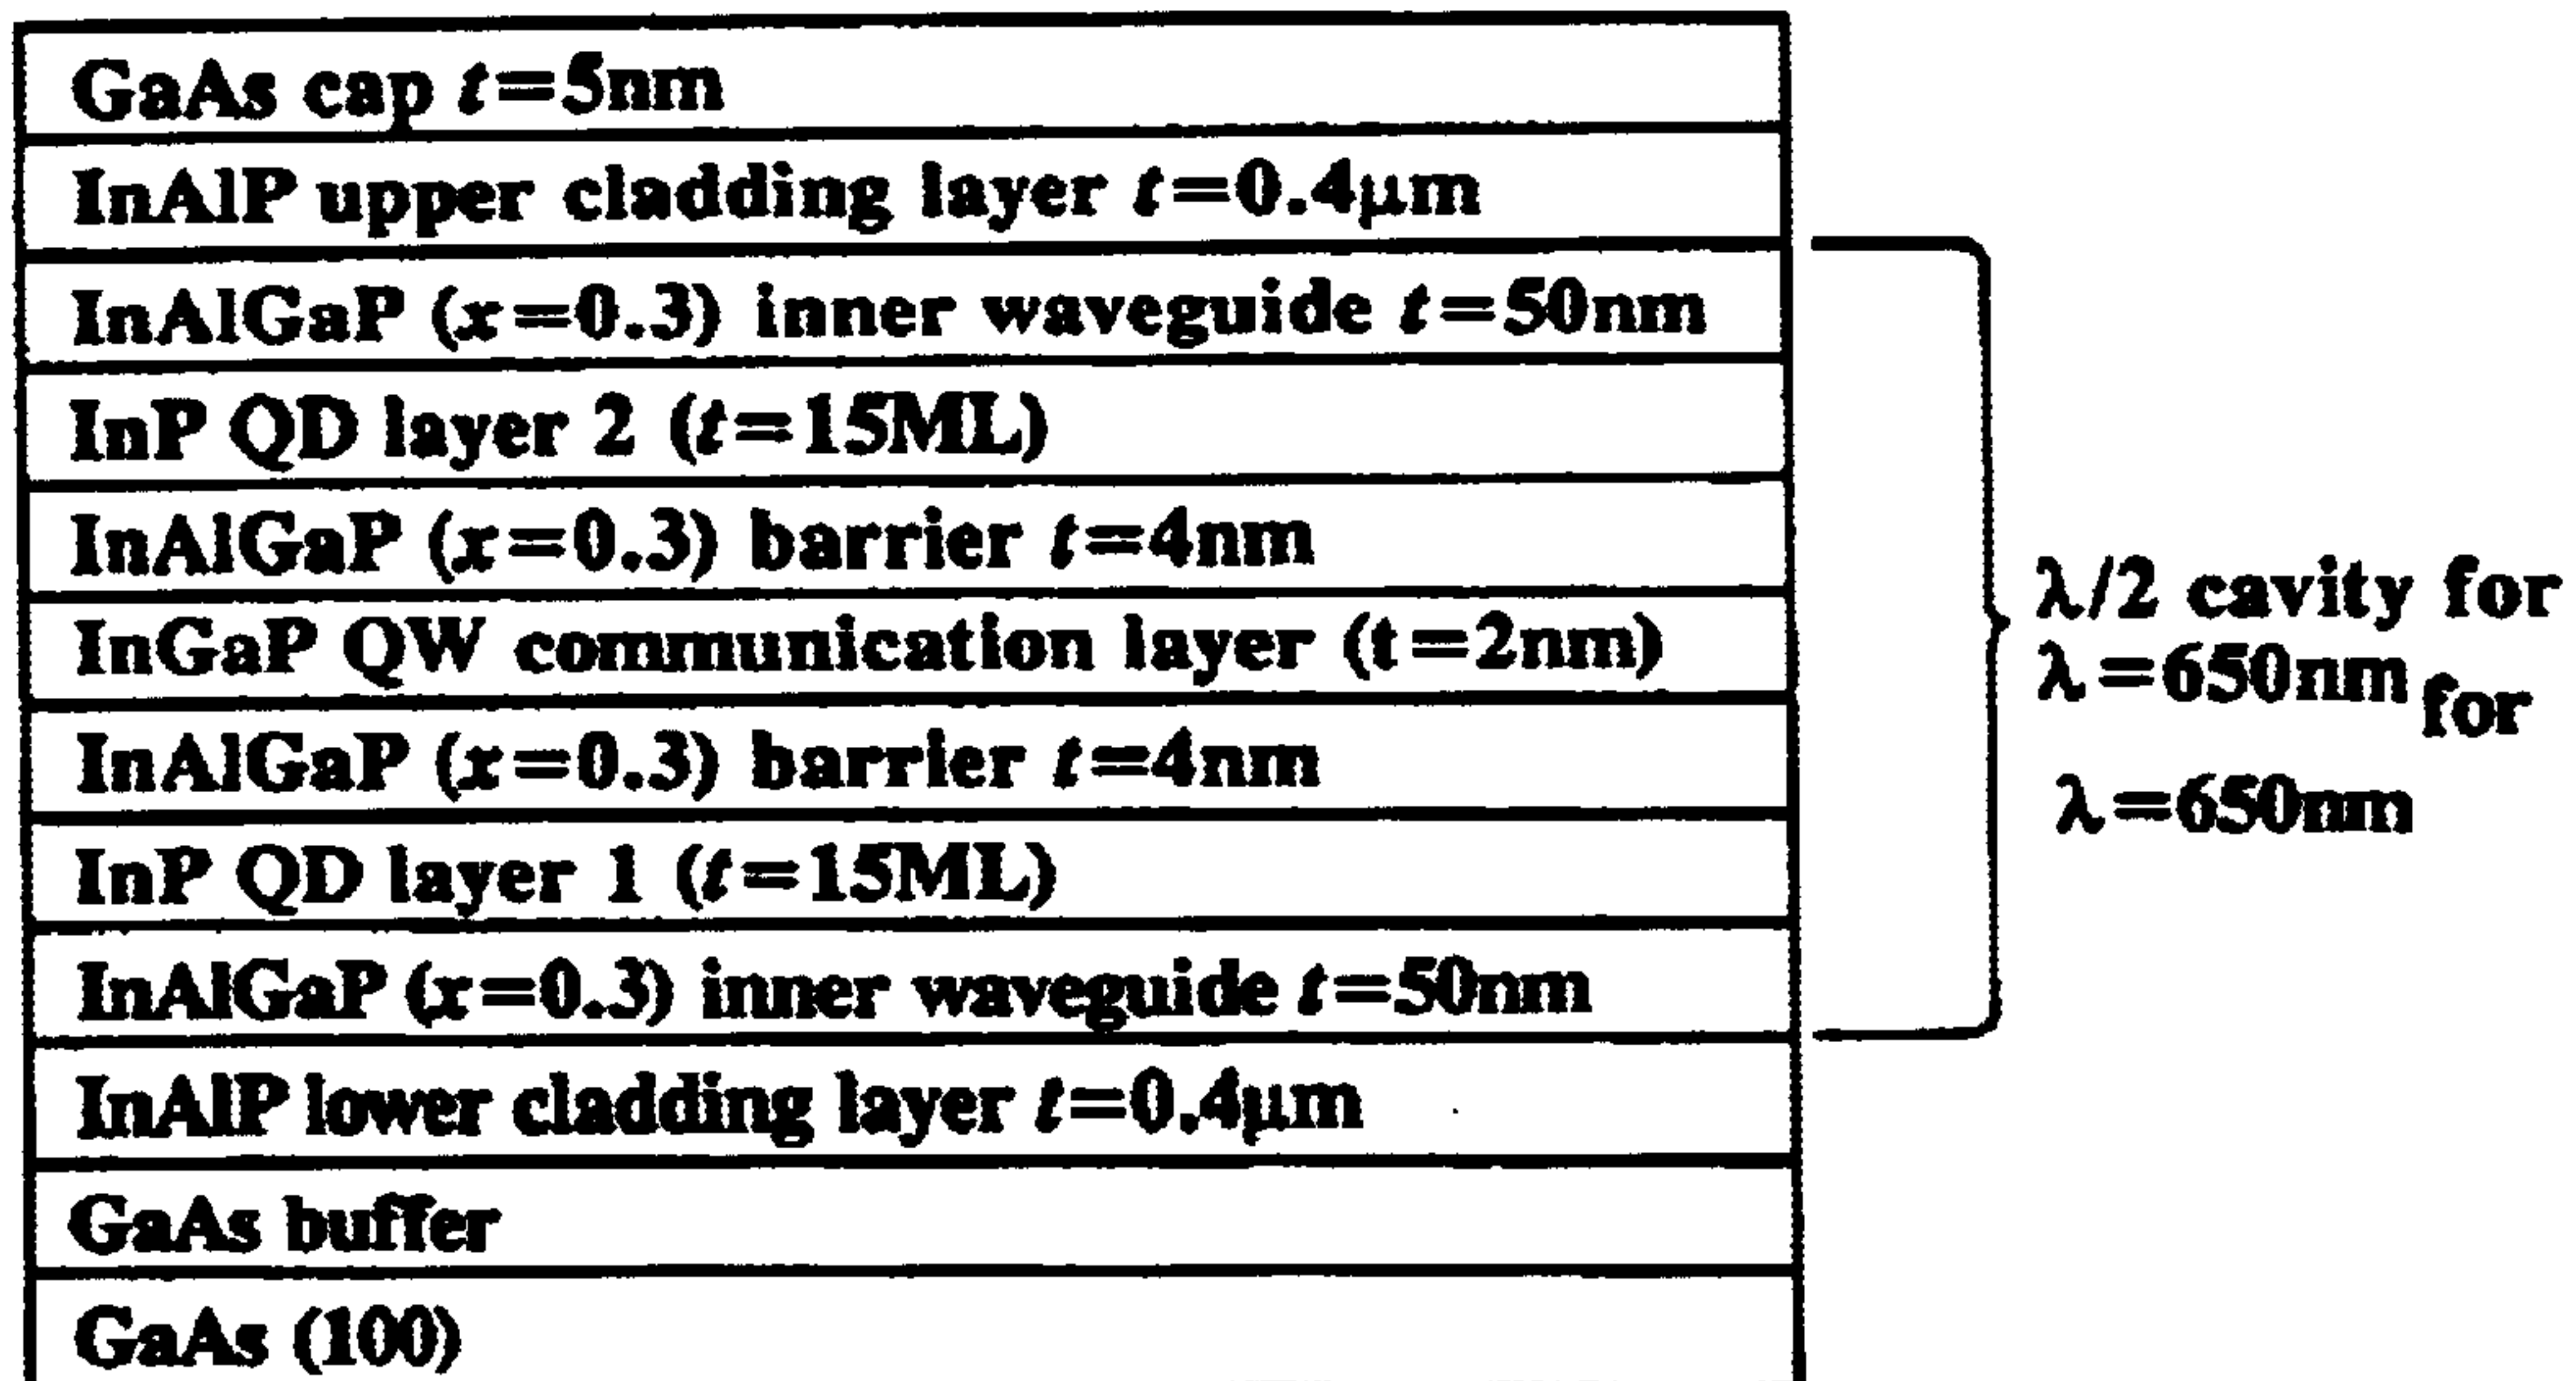 GaAs cap t=5nm
InAlP upper cladding layer t=0.4μm
InAlGaP (x=0.3) inner waveguide t=50nm
InP QD layer 2 (t=15ML)
InAlGaP (x=0.3) barrier t=4nm
InGaP QW communication layer (t=2nm)
InAlGaP (x=0.3) barrier t=4nm
InP QD layer 1 (t=15ML)
InAlGaP (x=0.3) inner waveguide t=50nm
InAlP lower cladding layer t=0.4μm
GaAs buffer
GaAs (100)
λ/2 cavity for
λ=650nm for
λ=650nm